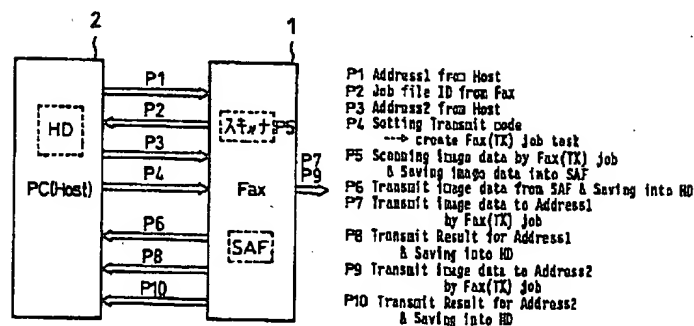 2
1
P1
P2
HD
スキャナ P5
P3
P7
P9
P4
PC(Host)
Fax
P6
SAF
P8
P10
P1 Address1 from Host
P2 Job file ID from Fax
P3 Address2 from Host
P4 Setting Transmit mode
---> create Fax(TX) job task
P5 Scanning image data by Fax(TX) job
& Saving image data into SAF
P6 Transmit image data from SAF & Saving into HD
P7 Transmit image data to Address1
by Fax(TX) job
P8 Transmit Result for Address1
& Saving into HD
P9 Transmit image data to Address2
by Fax(TX) job
P10 Transmit Result for Address2
& Saving into HD